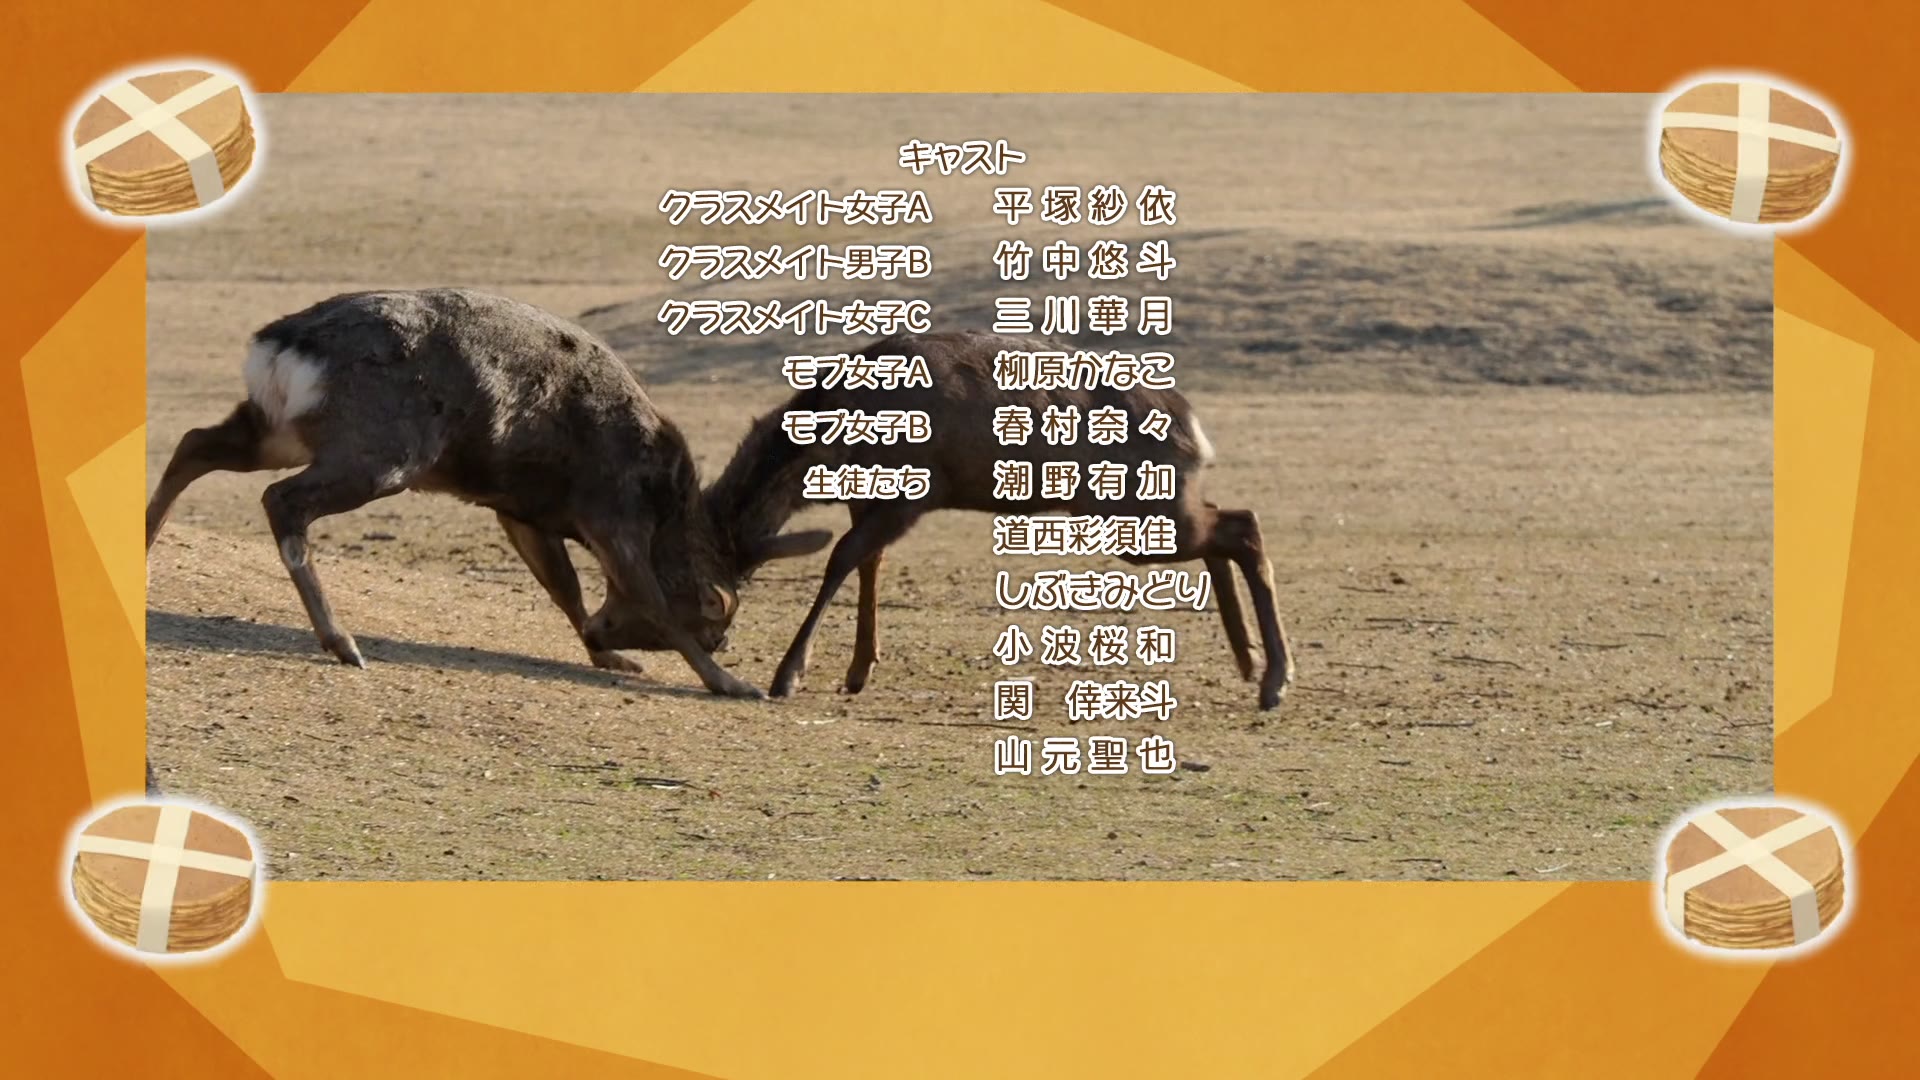 キャスト
クラスメイト女子A 平塚紗依
クラスメイト男子B 竹中悠斗
クラスメイト女子C 三川華月
モブ女子A 柳原かなこ
モブ女子B 春村奈々
生徒たち 潮野有加
道西彩須佳
しぶきみどり
小波桜和
関 倖来斗
山元聖也